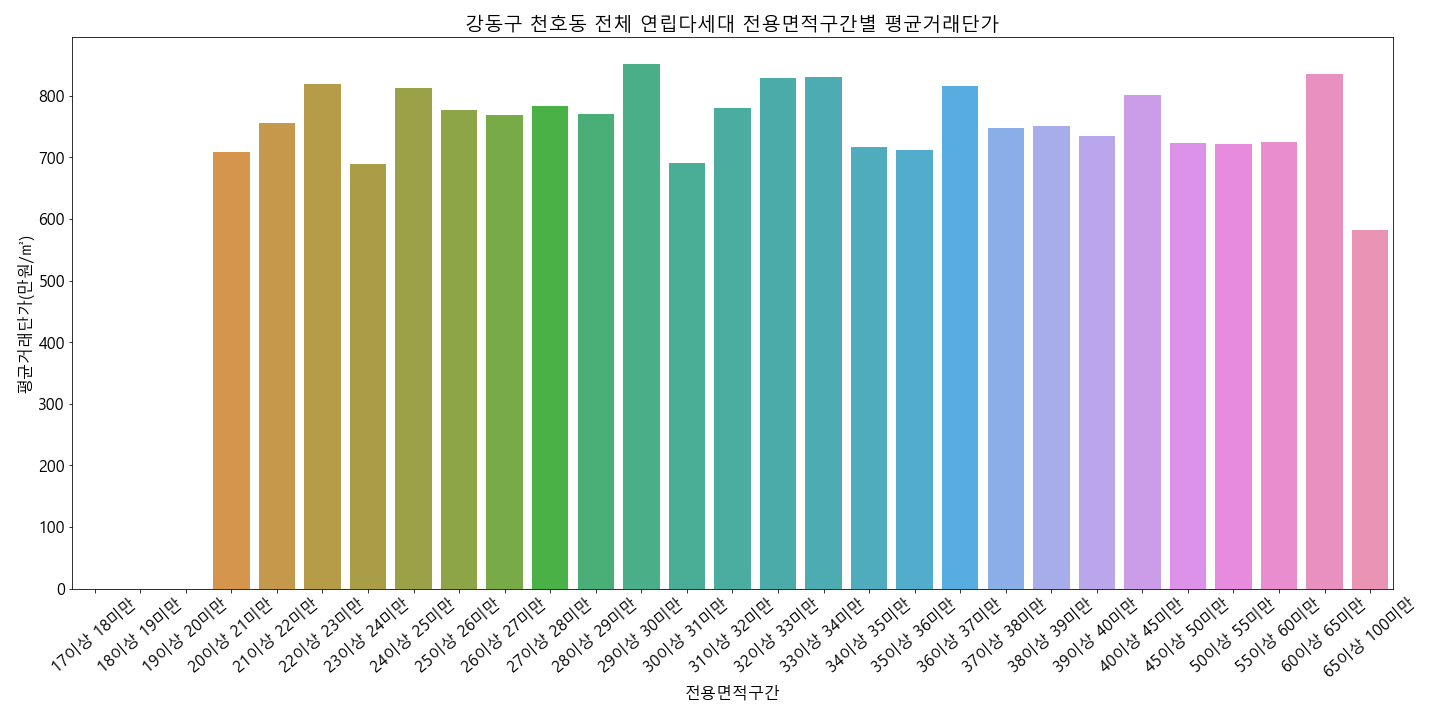 강동구 천호동 전체 연립다세대 전용면적구간별 평균거래단가
평균거래단가(만원/㎡)
800
700
600
500
400
300
200
100
0
17이상 18미만
18이상 19미만
19이상 20미만
20이상 21미만
21이상 22미만
22이상 23미만
23이상 24미만
24이상 25미만
25이상 26미만
26이상 27미만
27이상 28미만
28이상 29미만
29이상 30미만
30이상 31미만
31이상 32미만
32이상 33미만
33이상 34미만
34이상 35미만
35이상 36미만
36이상 37미만
37이상 38미만
38이상 39미만
39이상 40미만
40이상 45미만
45이상 50미만
50이상 55미만
55이상 60미만
60이상 65미만
65이상 100미만
전용면적구간